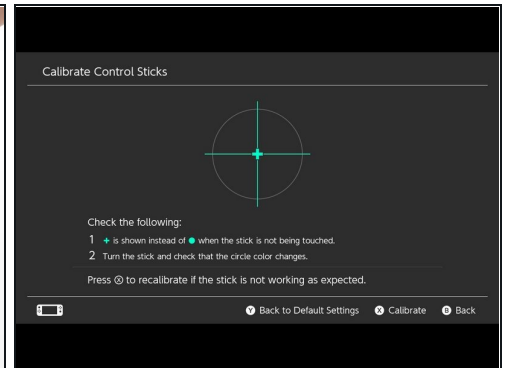 Calibrate Control Sticks
Check the following:
1 + is shown instead of ● when the stick is not being touched.
2 Turn the stick and check that the circle color changes.
Press Ⓧ to recalibrate if the stick is not working as expected.
Ⓨ Back to Default Settings Ⓧ Calibrate Ⓑ Back